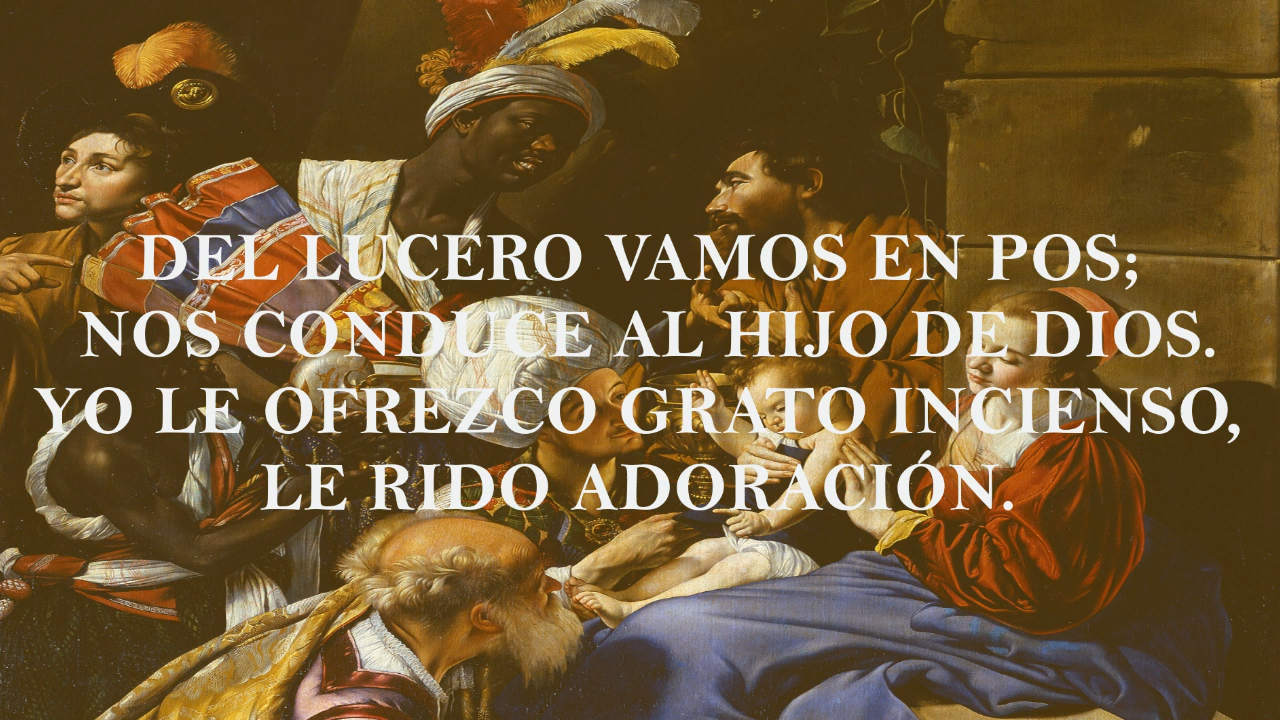 DEL LUCERO VAMOS EN POS;
NOS CONDUCE AL HIJO DE DIOS.
YO LE OFREZCO GRATO INCIENSO,
LE RIDO ADORACIÓN.